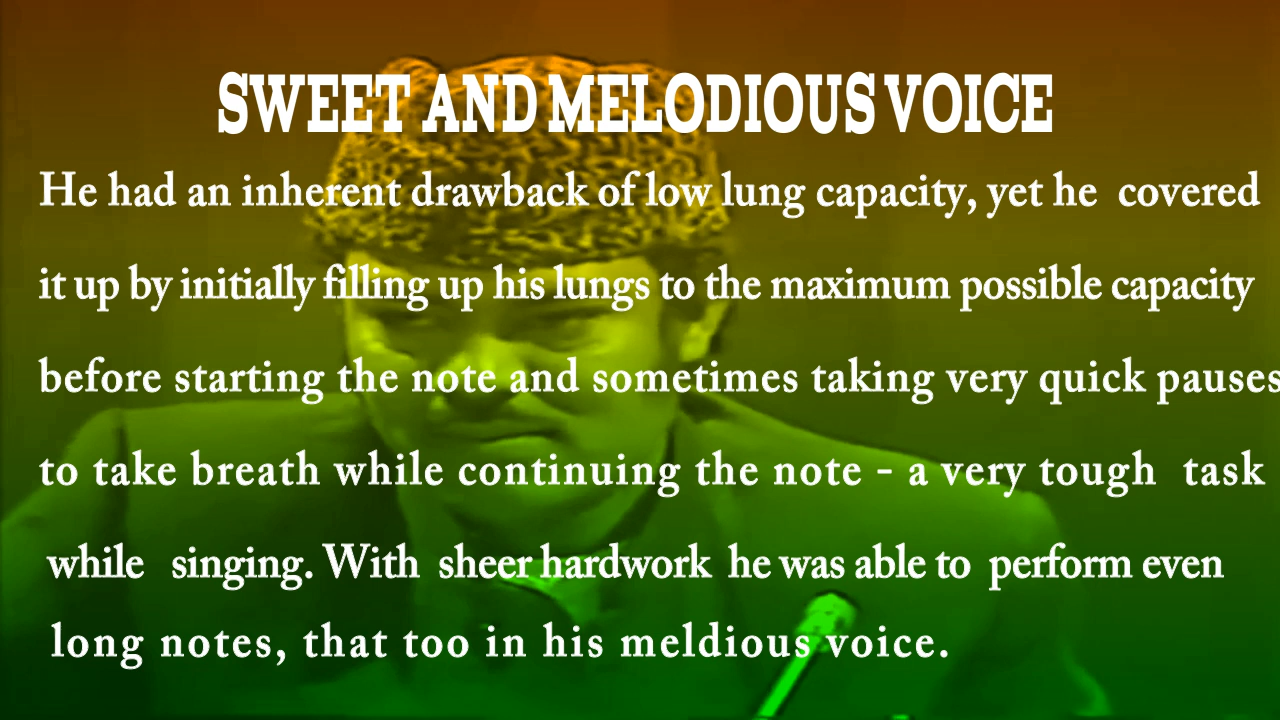 SWEET AND MELODIOUS VOICE
He had an inherent drawback of low lung capacity, yet he covered
it up by initially filling up his lungs to the maximum possible capacity
before starting the note and sometimes taking very quick pauses
to take breath while continuing the note - a very tough task
while singing. With sheer hardwork he was able to perform even
long notes, that too in his meldious voice.